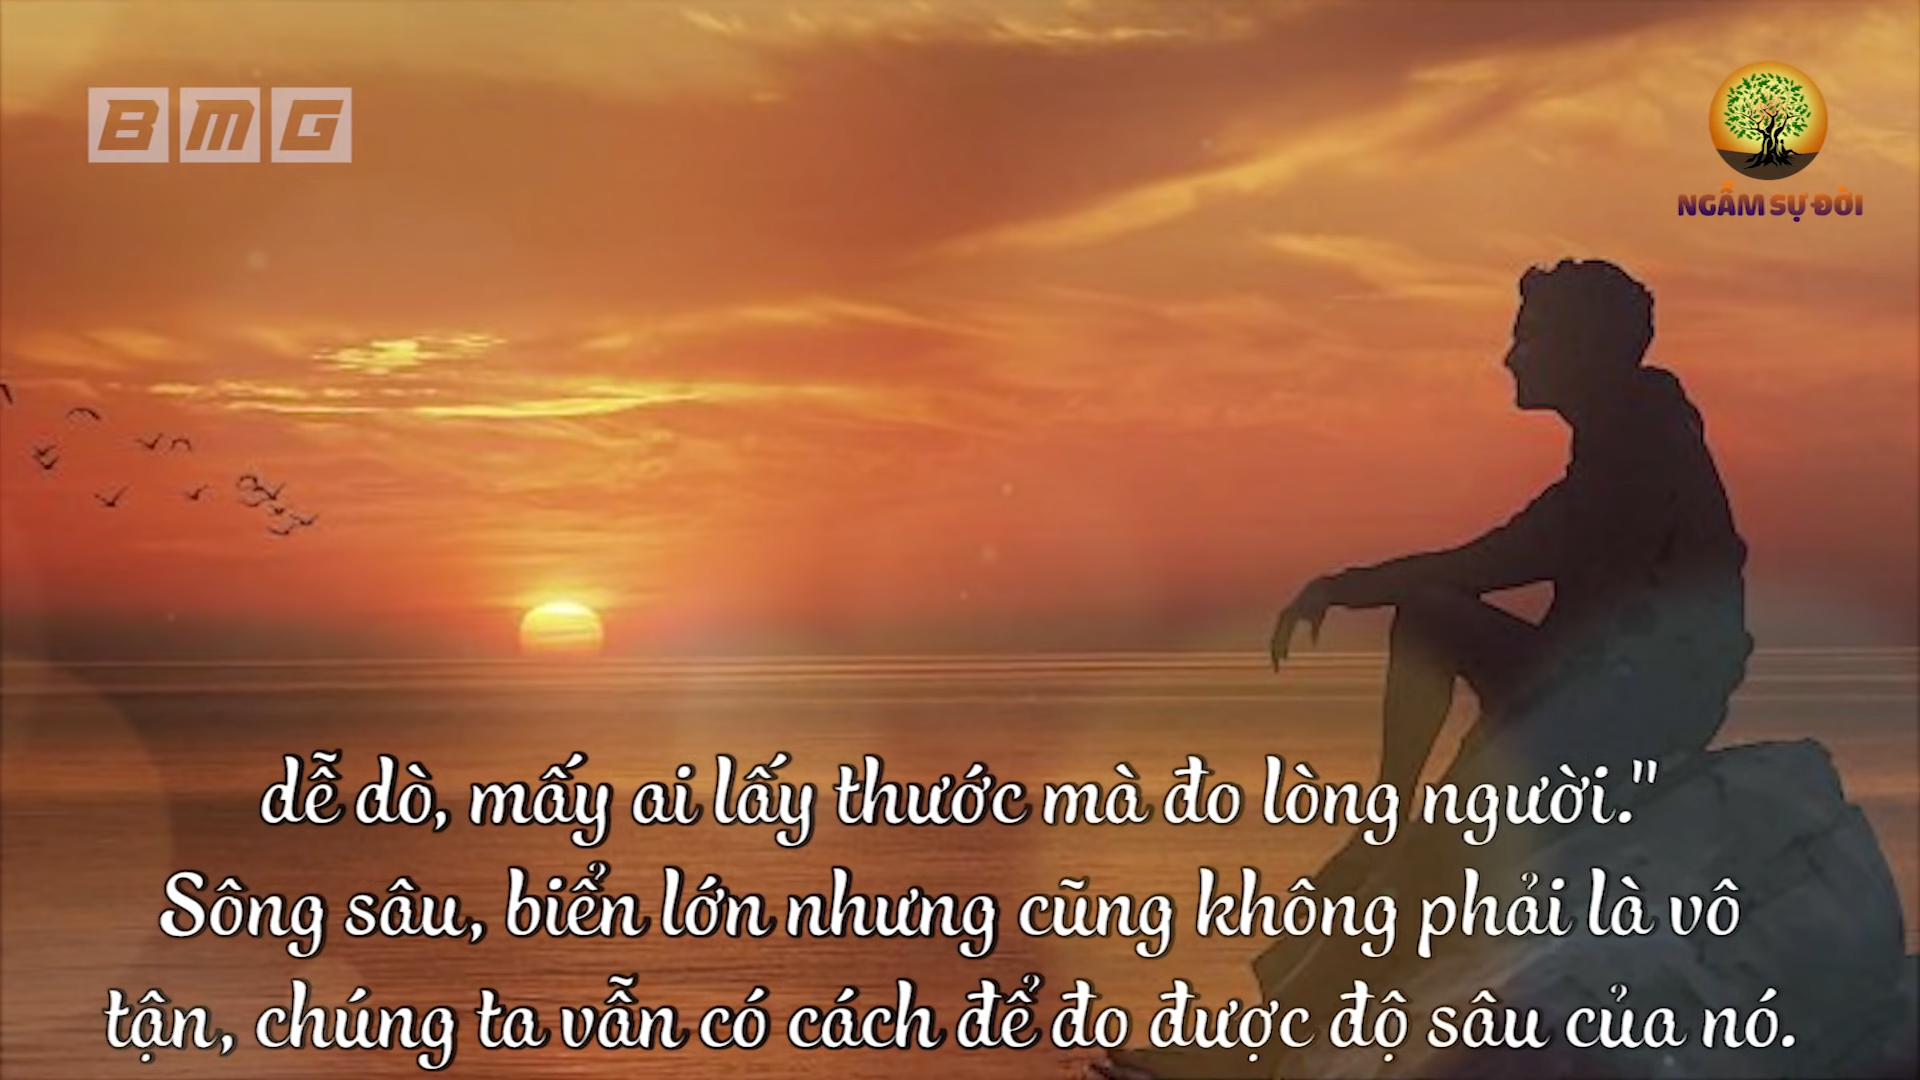 BMG
NGẪM SỰ ĐỜI
dễ dò, mấy ai lấy thước mà đo lòng người."
Sông sâu, biển lớn nhưng cũng không phải là vô
tận, chúng ta vẫn có cách để đo được độ sâu của nó.